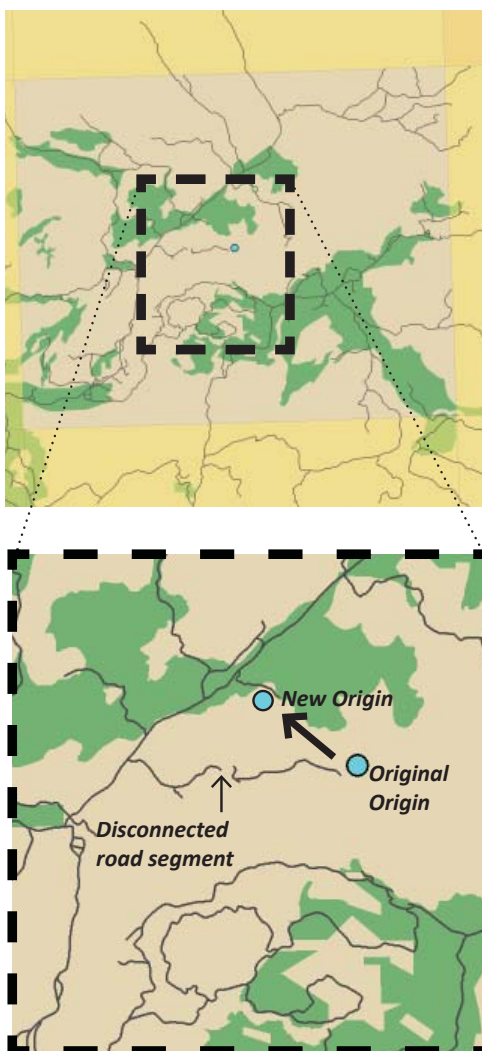 New Origin
Original
Origin
Disconnected
road segment